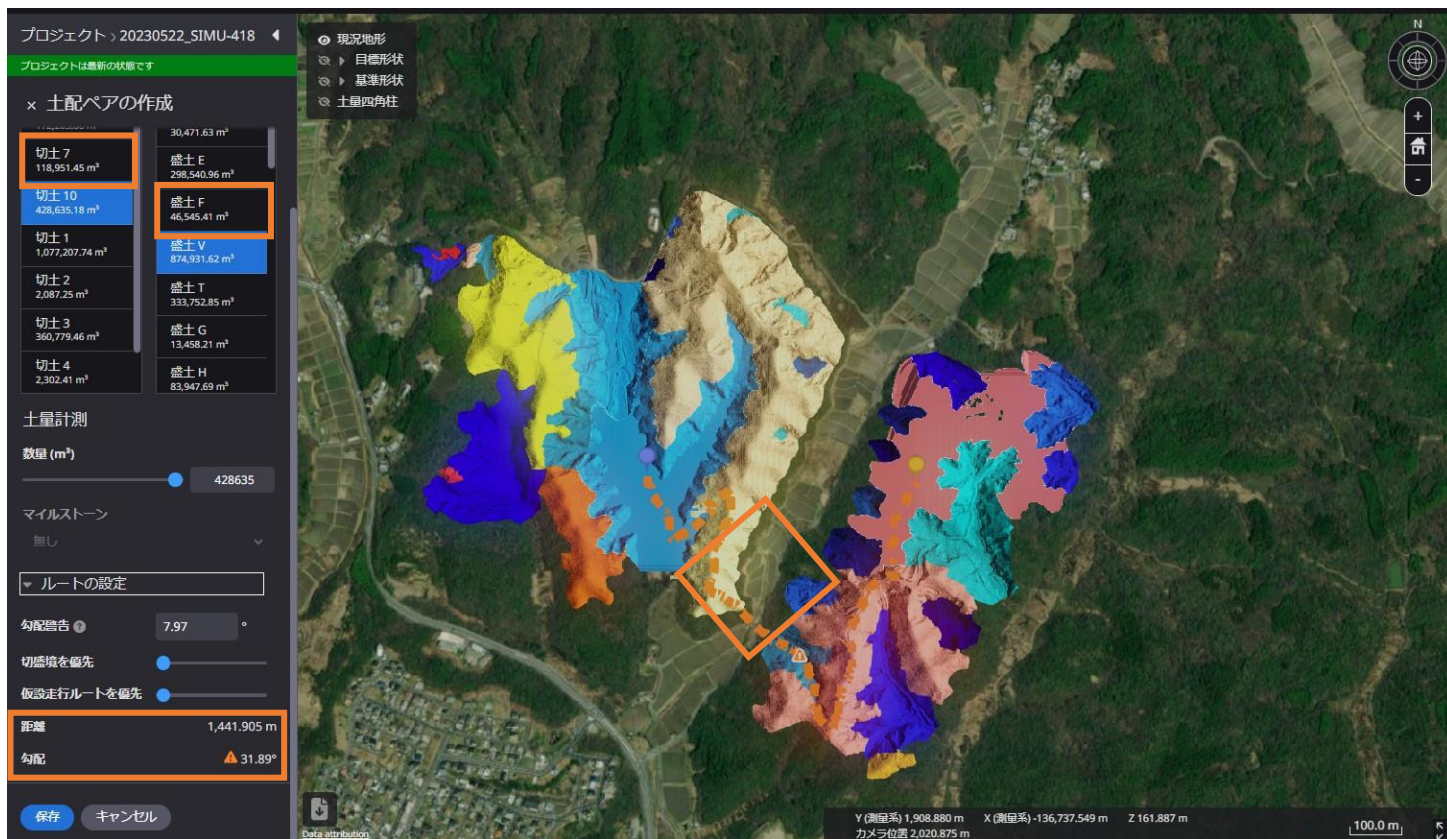 プロジェクト > 20230522_SIMU-418
プロジェクトは最新の状態です
× 土配ペアの作成
切土 7
118,951.45 m³
切土 10
428,635.18 m³
切土 1
1,077,207.74 m³
切土 2
2,087.25 m³
切土 3
360,779.46 m³
切土 4
2,302.41 m³
30,471.63 m³
盛土 E
298,540.96 m³
盛土 F
46,545.41 m³
盛土 V
874,931.62 m³
盛土 T
333,752.85 m³
盛土 G
13,458.21 m³
盛土 H
83,947.69 m³
土量計測
数量 (m³)
428635
マイルストーン
無し
ルートの設定
勾配警告 ? 7.97 °
切盛境を優先
仮設走行ルートを優先
距離 1,441.905 m
勾配 31.89°
保存 キャンセル
現況地形
目標形状
基準形状
土量四角柱
N
+
-
Data attribution
Y (測量系) 1,908.880 m X (測量系) -136,737.549 m Z 161.887 m
カメラ位置 2,020.875 m
100.0 m